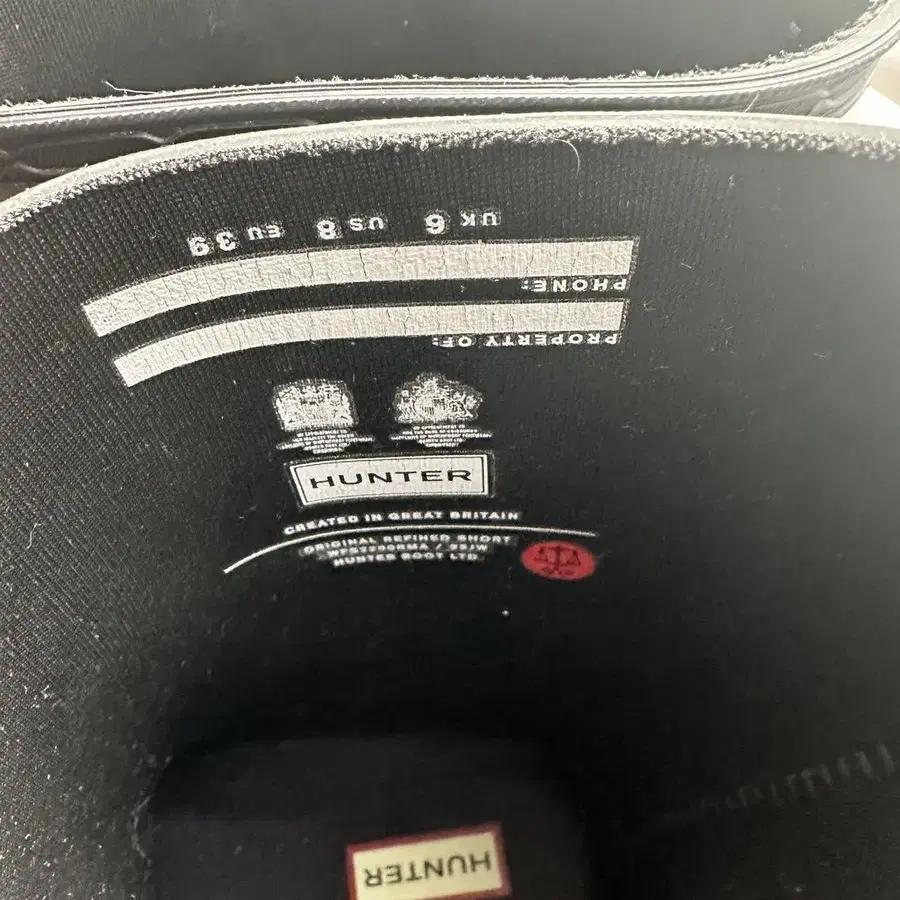 UK 6 US 8 EU 39
PHONE:
PROPERTY OF:
HUNTER
CREATED IN GREAT BRITAIN
ORIGINAL REFINED SHORT
HUNTER BOOT LTD
HUNTER